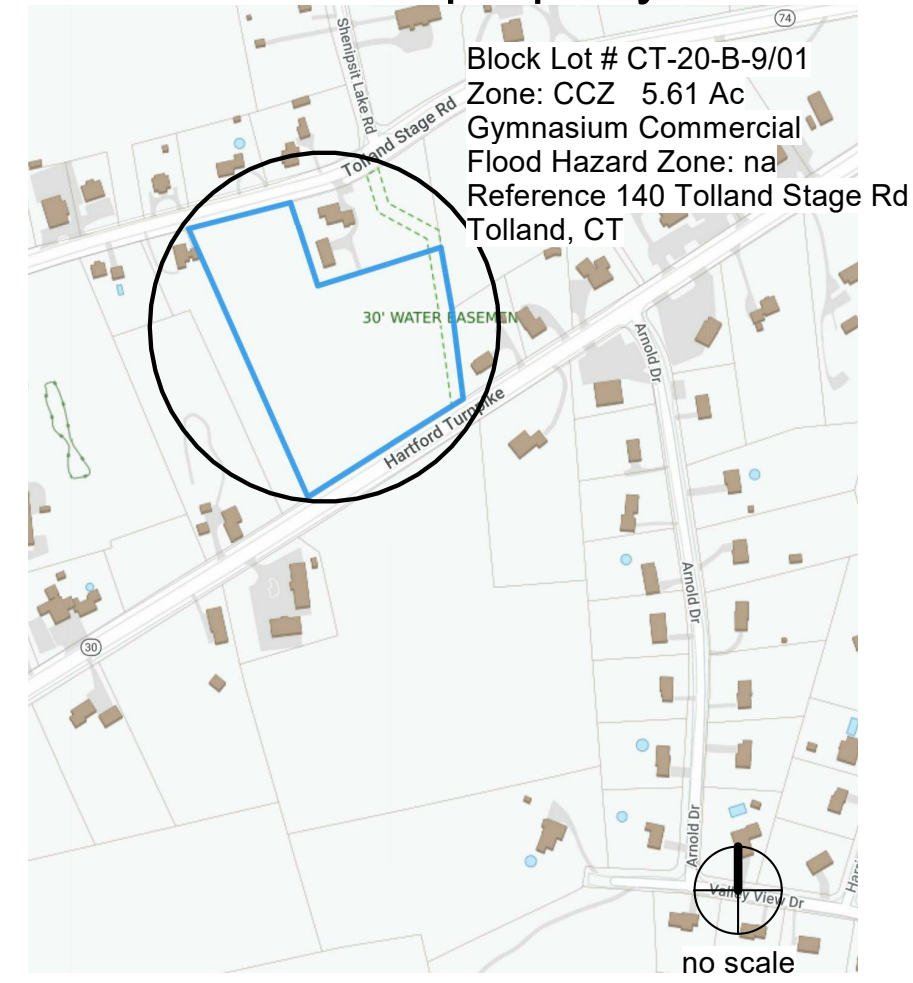 74
Block Lot # CT-20-B-9/01
Zone: CCZ 5.61 Ac
Gymnasium Commercial
Flood Hazard Zone: na
Reference 140 Tolland Stage Rd
Tolland, CT
Shenipsit Lake Rd
Tolland Stage Rd
30' WATER EASEMEN
Arnold Dr
Hartford Turnpike
Arnold Dr
30
Arnold Dr
Valley View Dr
no scale